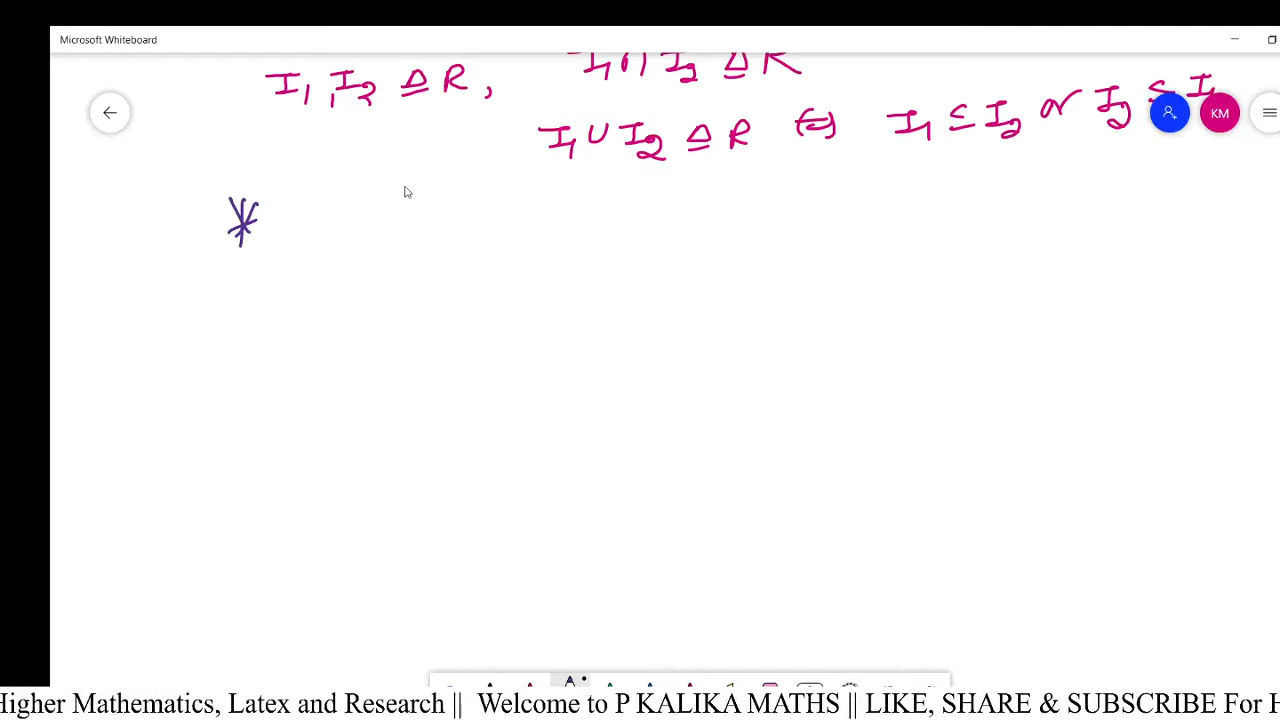 Microsoft Whiteboard
I₁ ∩ I₂ ⊴ R
I₁, I₂ ⊴ R,
I₁ ∪ I₂ ⊴ R ⇔ I₁ ⊆ I₂ or I₂ ⊆ I₁
KM
*
Higher Mathematics, Latex and Research || Welcome to P KALIKA MATHS || LIKE, SHARE & SUBSCRIBE For H